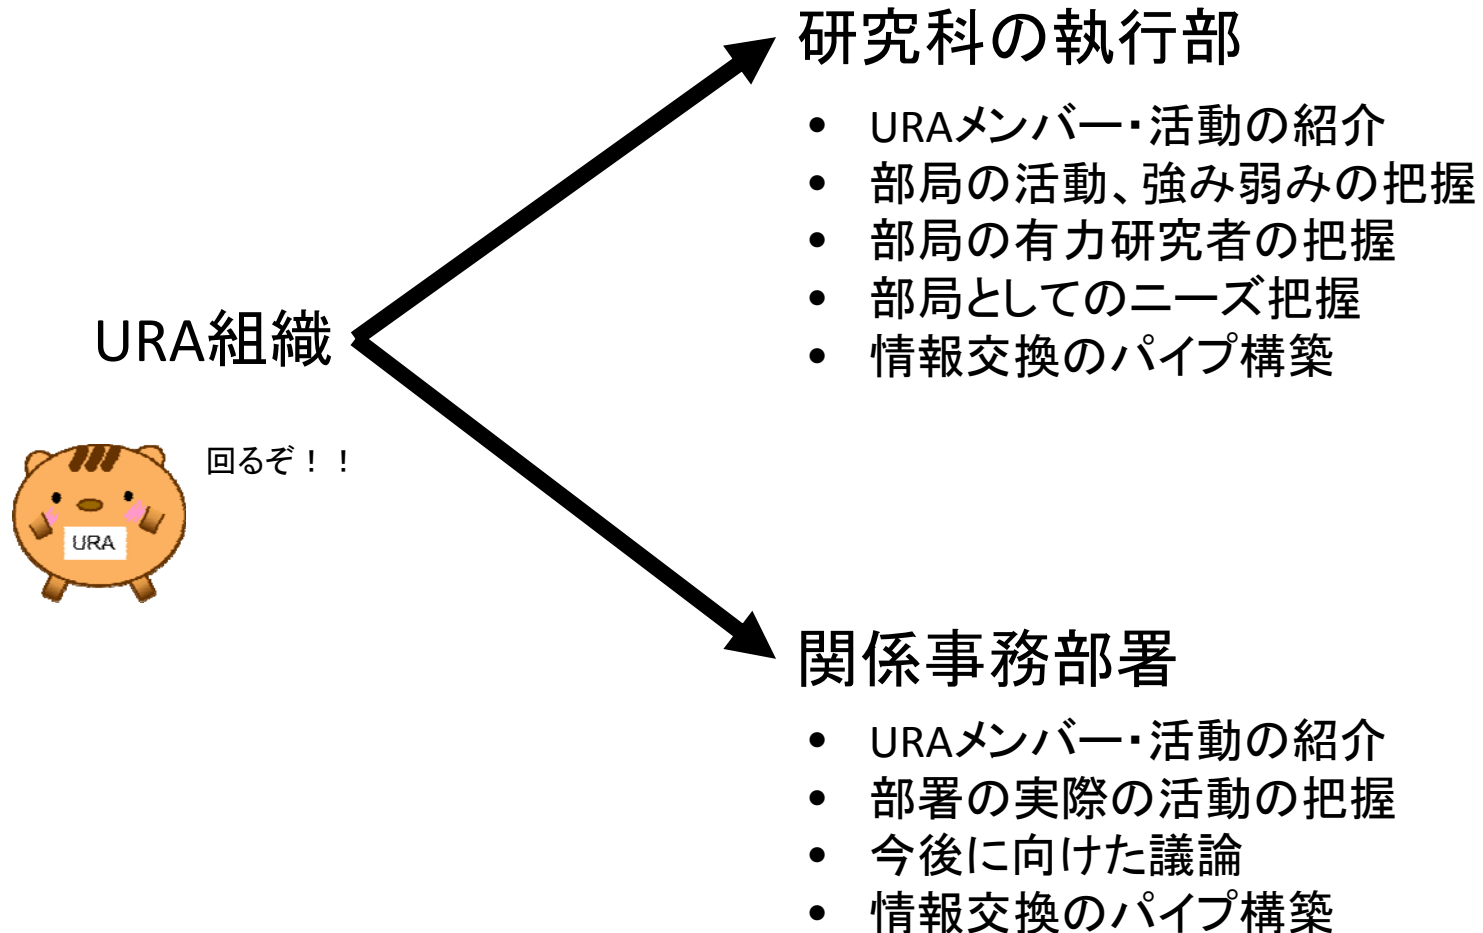 研究科の執行部
• URAメンバー・活動の紹介
• 部局の活動、強み弱みの把握
• 部局の有力研究者の把握
• 部局としてのニーズ把握
• 情報交換のパイプ構築
URA組織
回るぞ！！
URA
関係事務部署
• URAメンバー・活動の紹介
• 部署の実際の活動の把握
• 今後に向けた議論
• 情報交換のパイプ構築